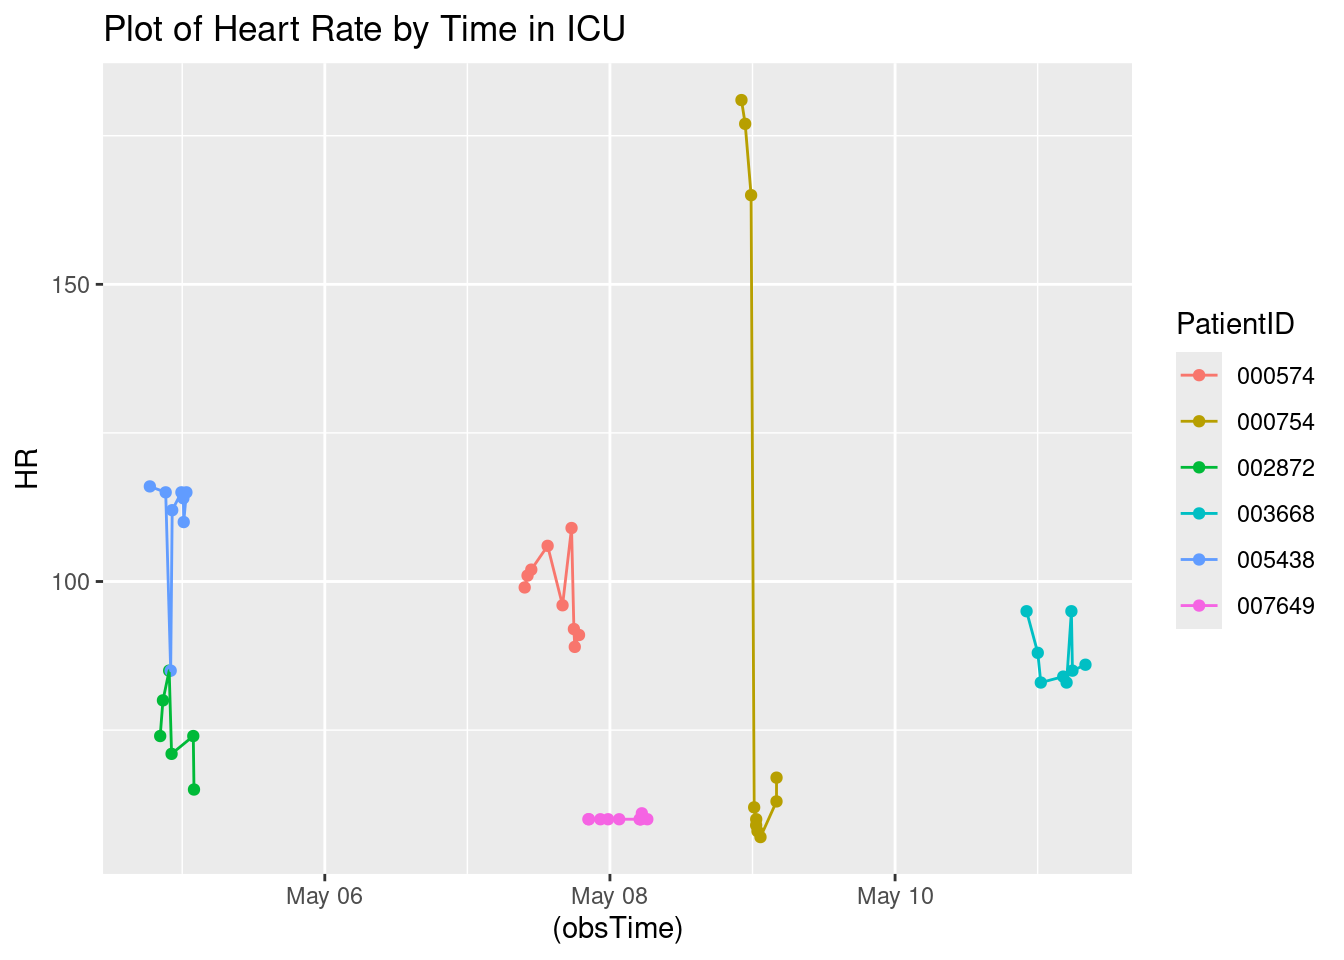 Plot of Heart Rate by Time in ICU
HR
150
100
May 06
May 08
May 10
(obsTime)
PatientID
000574
000754
002872
003668
005438
007649